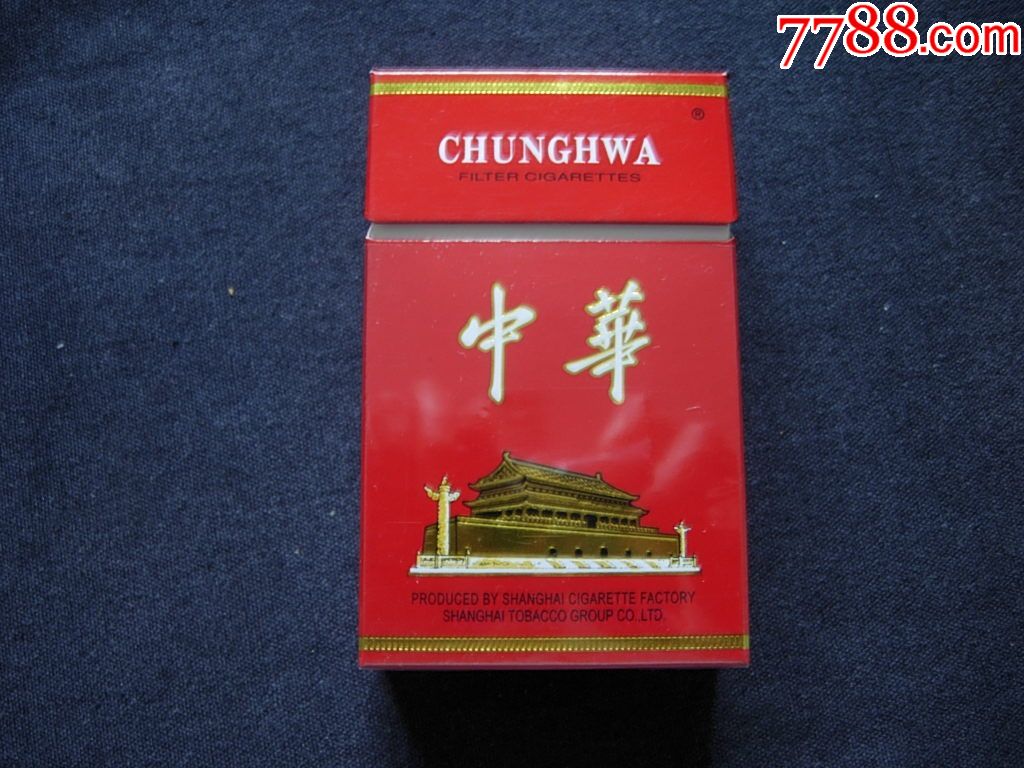 7788.com
®
CHUNGHWA
FILTER CIGARETTES
中華
PRODUCED BY SHANGHAI CIGARETTE FACTORY
SHANGHAI TOBACCO GROUP CO.,LTD.